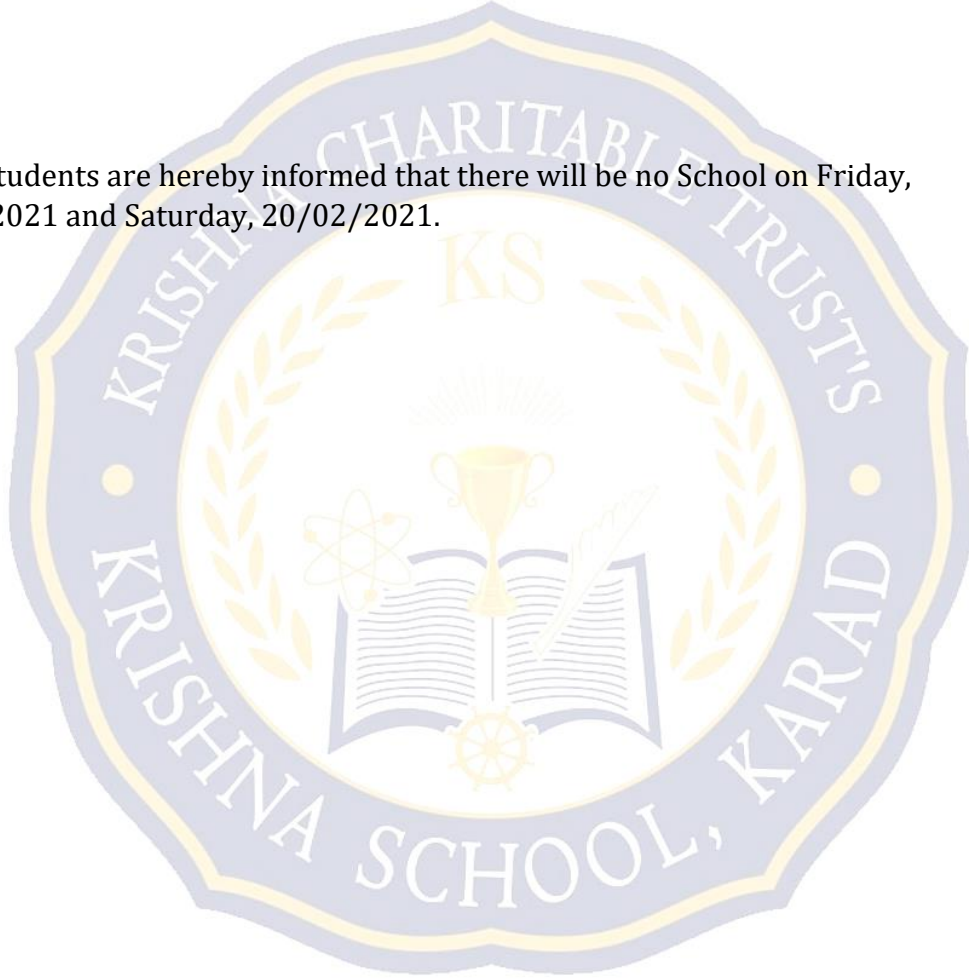 tudents are hereby informed that there will be no School on Friday,
2021 and Saturday, 20/02/2021.
KRISHNA CHARITABLE TRUST'S
KS
KRISHNA SCHOOL, KARAD